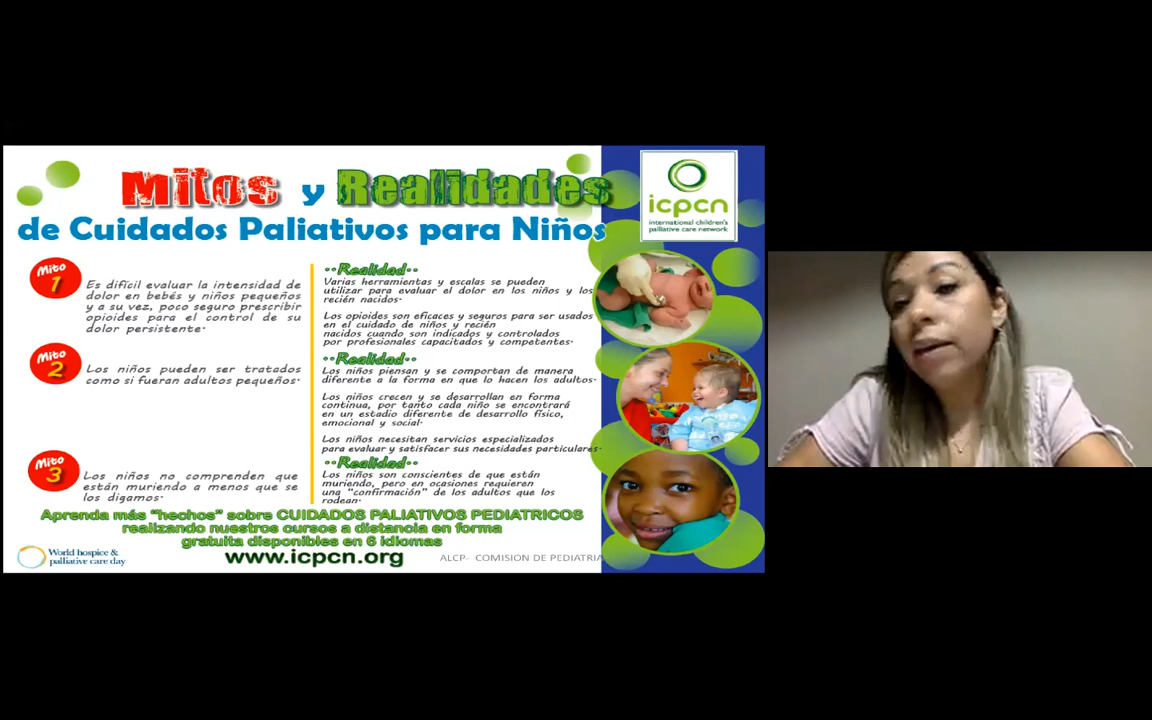 Mitos y Realidades
de Cuidados Paliativos para Niños
icpcn
international children's
palliative care network
Mito
1
Es difícil evaluar la intensidad de
dolor en bebés y niños pequeños
y a su vez, poco seguro prescribir
opioides para el control de su
dolor persistente.
··Realidad··
Varias herramientas y escalas se pueden
utilizar para evaluar el dolor en los niños y los
recién nacidos.
Los opioides son eficaces y seguros para ser usados
en el cuidado de niños y recién
nacidos cuando son indicados y controlados
por profesionales capacitados y competentes.
Mito
2
Los niños pueden ser tratados
como si fueran adultos pequeños.
··Realidad··
Los niños piensan y se comportan de manera
diferente a la forma en que lo hacen los adultos.
Los niños crecen y se desarrollan en forma
continua, por tanto cada niño se encontrará
en un estadio diferente de desarrollo físico,
emocional y social.
Los niños necesitan servicios especializados
para evaluar y satisfacer sus necesidades particulares.
Mito
3
Los niños no comprenden que
están muriendo a menos que se
los digamos.
··Realidad··
Los niños son conscientes de que están
muriendo, pero en ocasiones requieren
una "confirmación" de los adultos que los
rodean.
Aprenda más "hechos" sobre CUIDADOS PALIATIVOS PEDIATRICOS
realizando nuestros cursos a distancia en forma
gratuita disponibles en 6 idiomas
www.icpcn.org
World hospice &
palliative care day
ALCP- COMISION DE PEDIATRIA